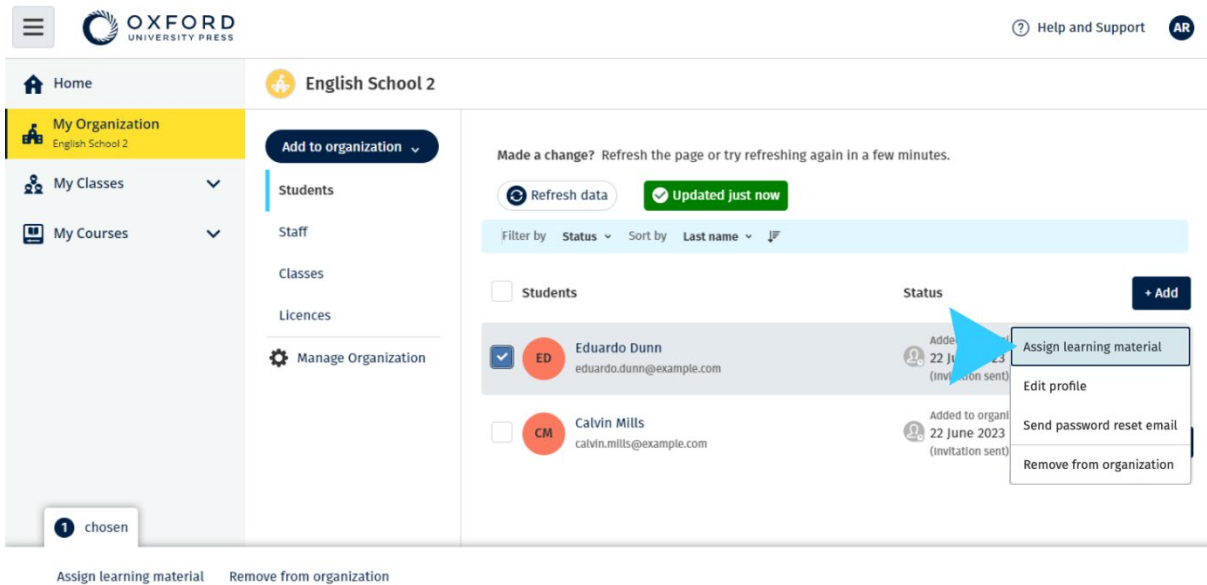 OXFORD
UNIVERSITY PRESS
Help and Support
AR
Home
My Organization
English School 2
My Classes
My Courses
English School 2
Add to organization
Students
Staff
Classes
Licences
Manage Organization
Made a change? Refresh the page or try refreshing again in a few minutes.
Refresh data
Updated just now
Filter by Status Sort by Last name
Students Status + Add
ED
Eduardo Dunn
eduardo.dunn@example.com
22
(Invitation sent)
Assign learning material
Edit profile
Send password reset email
Remove from organization
CM
Calvin Mills
calvin.mills@example.com
Added to
22 June 2023
(Invitation sent)
1 chosen
Assign learning material Remove from organization